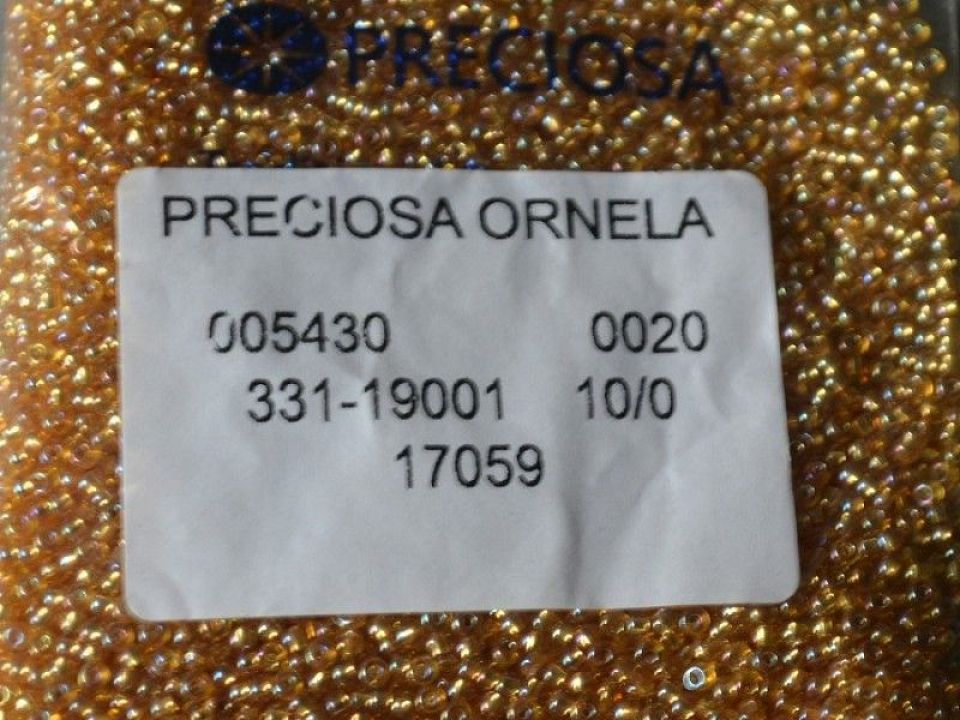 PRECIOSA
PRECIOSA ORNELA
005430 0020
331-19001 10/0
17059